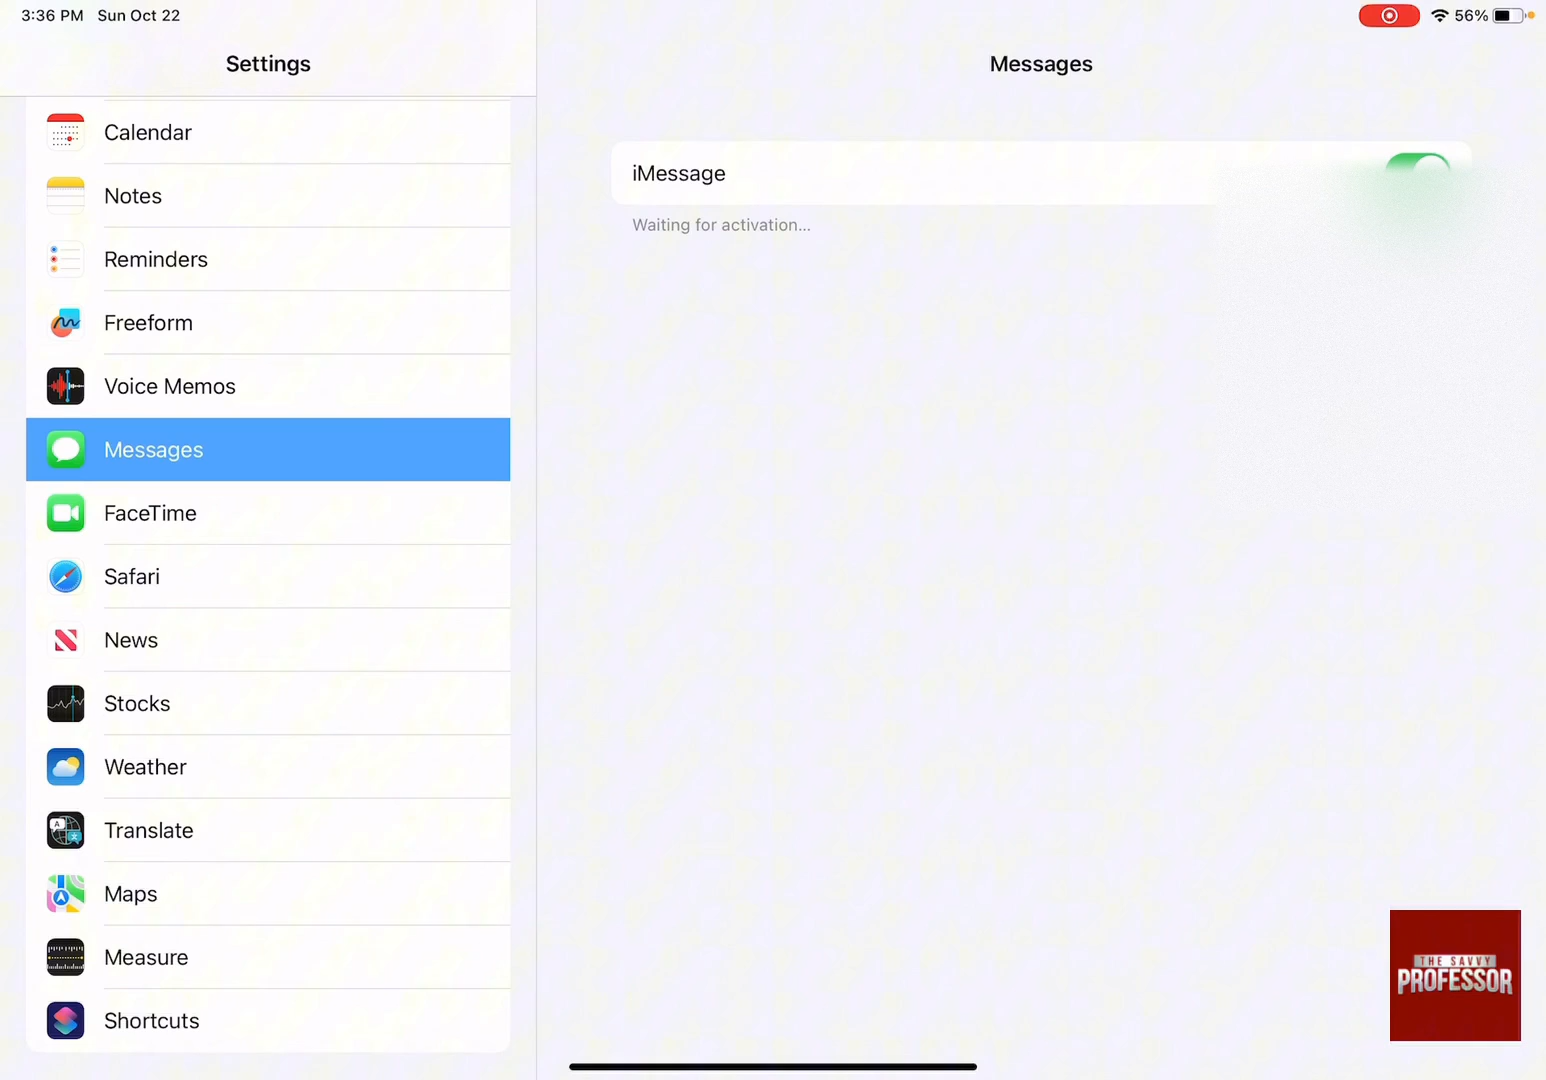 3:36 PM Sun Oct 22
56%
Settings
Messages
Calendar
Notes
Reminders
Freeform
Voice Memos
Messages
FaceTime
Safari
News
Stocks
Weather
Translate
Maps
Measure
Shortcuts
iMessage
Waiting for activation...
THE SAVVY
PROFESSOR